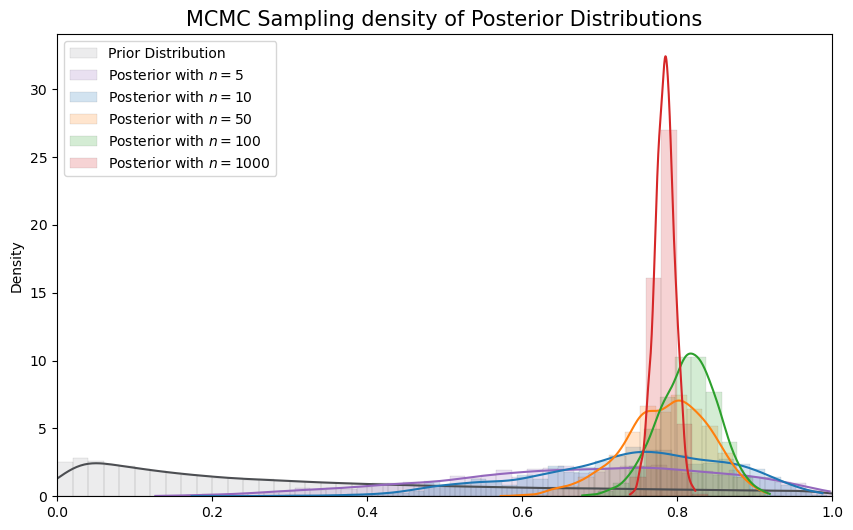 MCMC Sampling density of Posterior Distributions
Prior Distribution
Posterior with n = 5
Posterior with n = 10
Posterior with n = 50
Posterior with n = 100
Posterior with n = 1000
Density
30
25
20
15
10
5
0
0.0 0.2 0.4 0.6 0.8 1.0